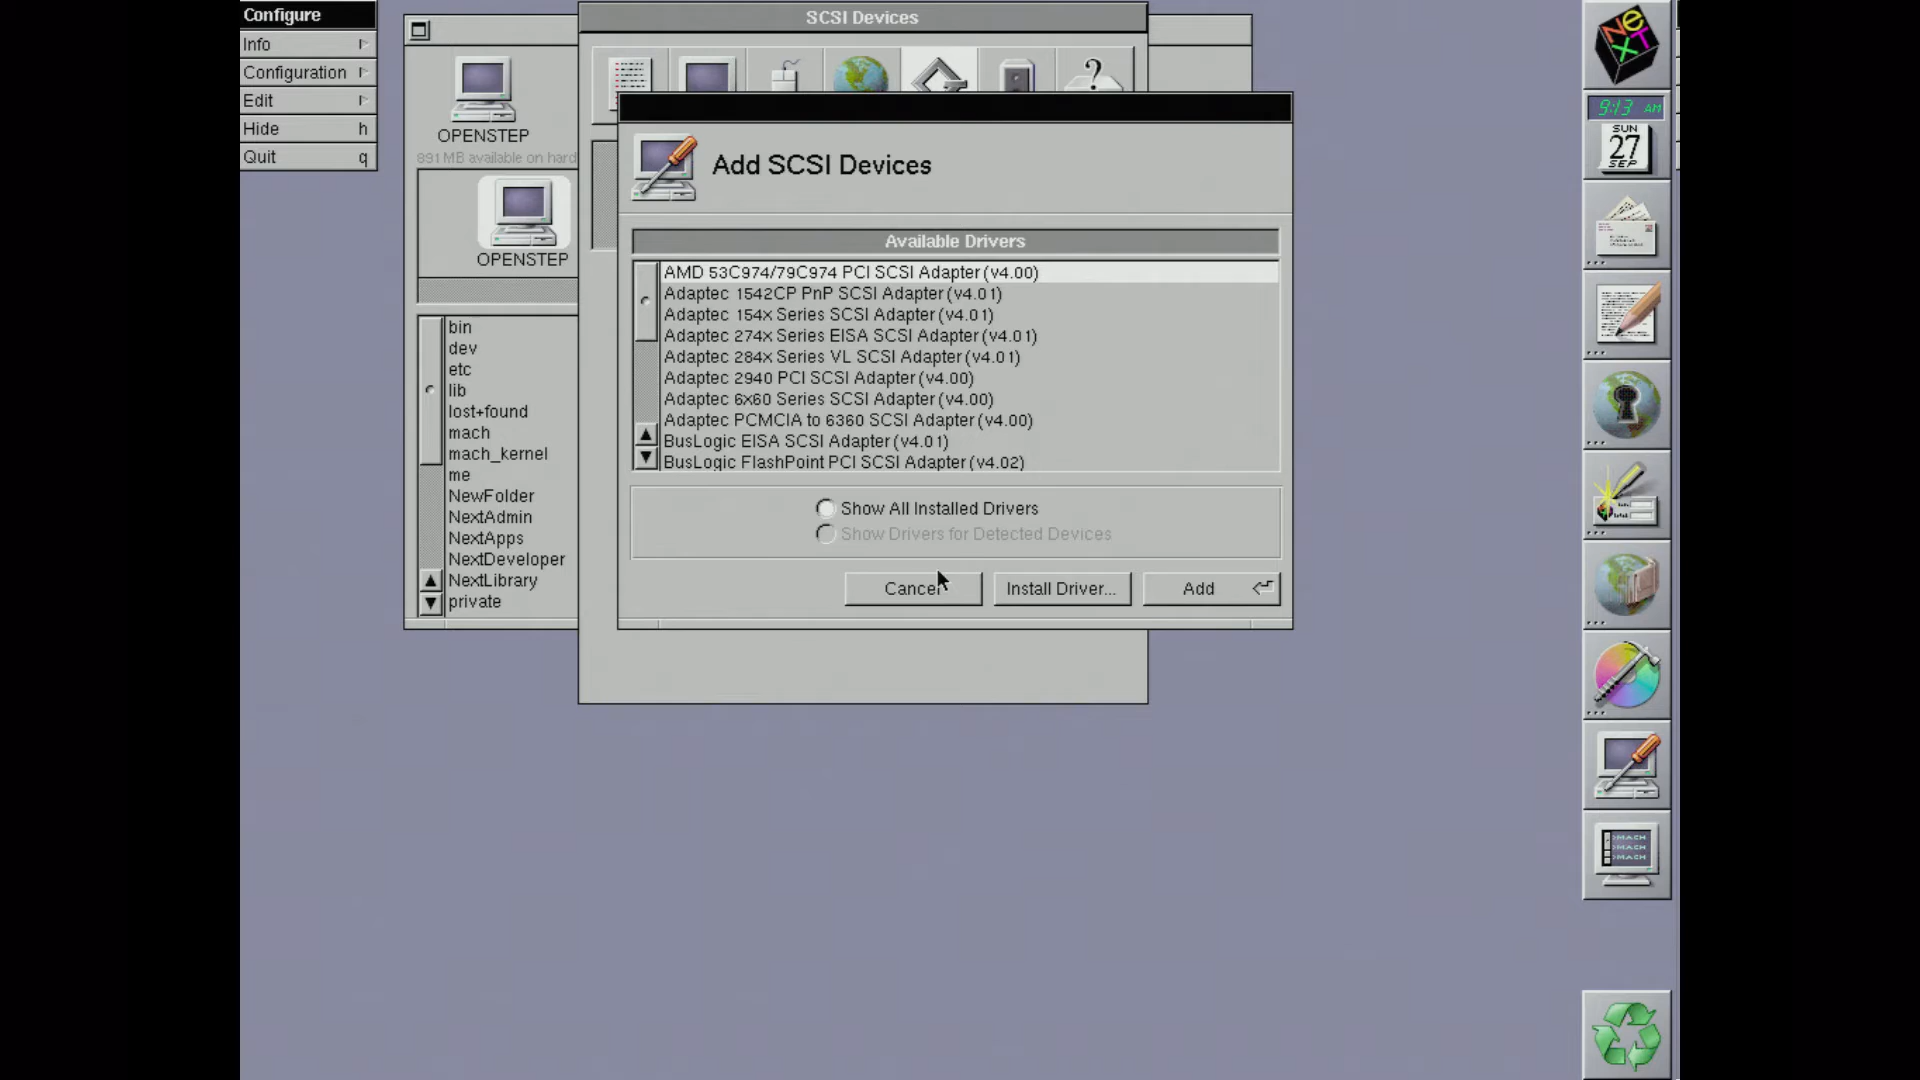 Configure
Info
Configuration
Edit
Hide h
Quit q
OPENSTEP
891 MB available on hard
OPENSTEP
bin
dev
etc
lib
lost+found
mach
mach_kernel
me
NewFolder
NextAdmin
NextApps
NextDeveloper
NextLibrary
private
SCSI Devices
?
Add SCSI Devices
Available Drivers
AMD 53C974/79C974 PCI SCSI Adapter (v4.00)
Adaptec 1542CP PnP SCSI Adapter (v4.01)
Adaptec 154x Series SCSI Adapter (v4.01)
Adaptec 274x Series EISA SCSI Adapter (v4.01)
Adaptec 284x Series VL SCSI Adapter (v4.01)
Adaptec 2940 PCI SCSI Adapter (v4.00)
Adaptec 6x60 Series SCSI Adapter (v4.00)
Adaptec PCMCIA to 6360 SCSI Adapter (v4.00)
BusLogic EISA SCSI Adapter (v4.01)
BusLogic FlashPoint PCI SCSI Adapter (v4.02)
Show All Installed Drivers
Show Drivers for Detected Devices
Cancel
Install Driver...
Add
NeXT
9:13 AM
SUN
27
SEP
>MACH
>MACH
>MACH